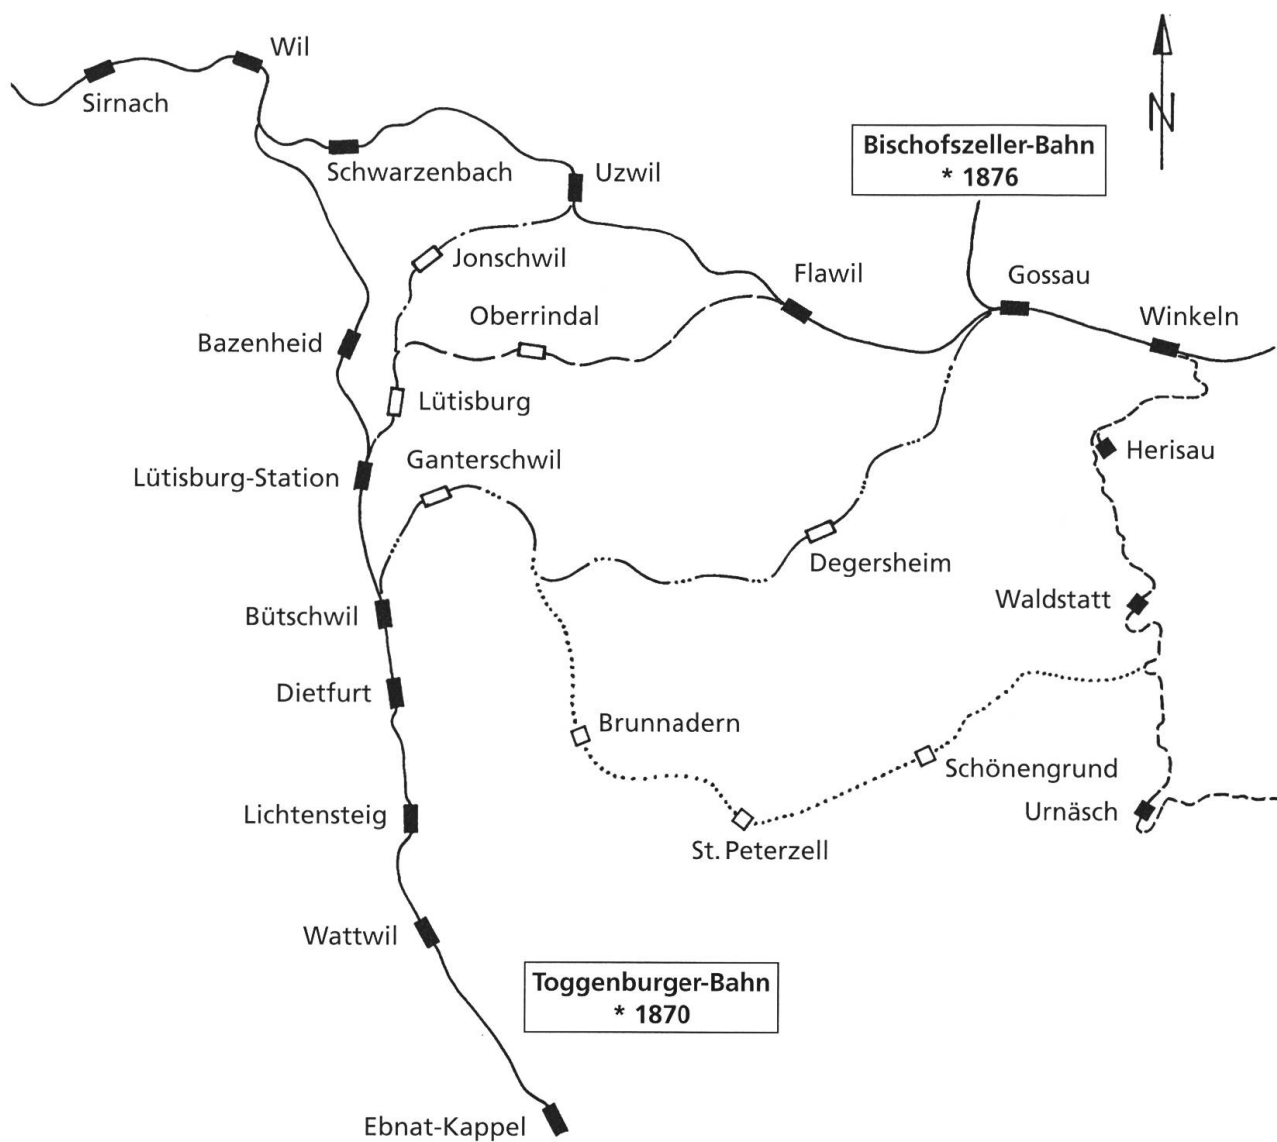 Wil
Sirnach
N
Bischofszeller-Bahn
* 1876
Schwarzenbach
Uzwil
Jonschwil
Flawil
Gossau
Oberrindal
Winkeln
Bazenheid
Lütisburg
Herisau
Ganterschwil
Lütisburg-Station
Degersheim
Waldstatt
Bütschwil
Dietfurt
Brunnadern
Schönengrund
Lichtensteig
Urnäsch
St. Peterzell
Wattwil
Toggenburger-Bahn
* 1870
Ebnat-Kappel